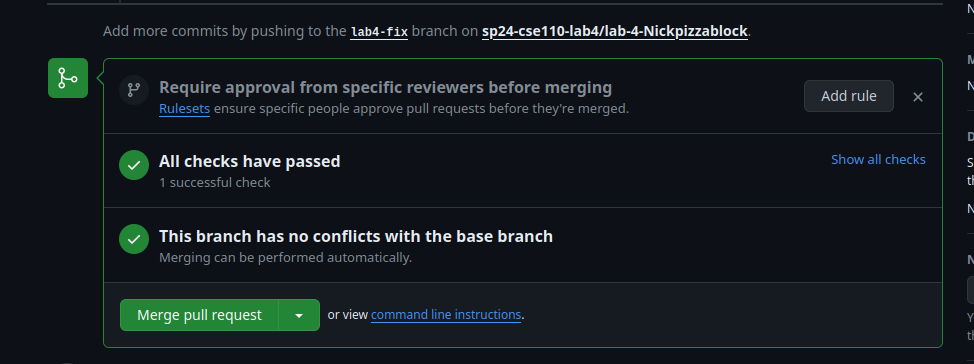 Add more commits by pushing to the lab4-fix branch on sp24-cse110-lab4/lab-4-Nickpizzablock.
Require approval from specific reviewers before merging
Rulesets ensure specific people approve pull requests before they're merged.
Add rule
All checks have passed
1 successful check
Show all checks
This branch has no conflicts with the base branch
Merging can be performed automatically.
Merge pull request
or view command line instructions.